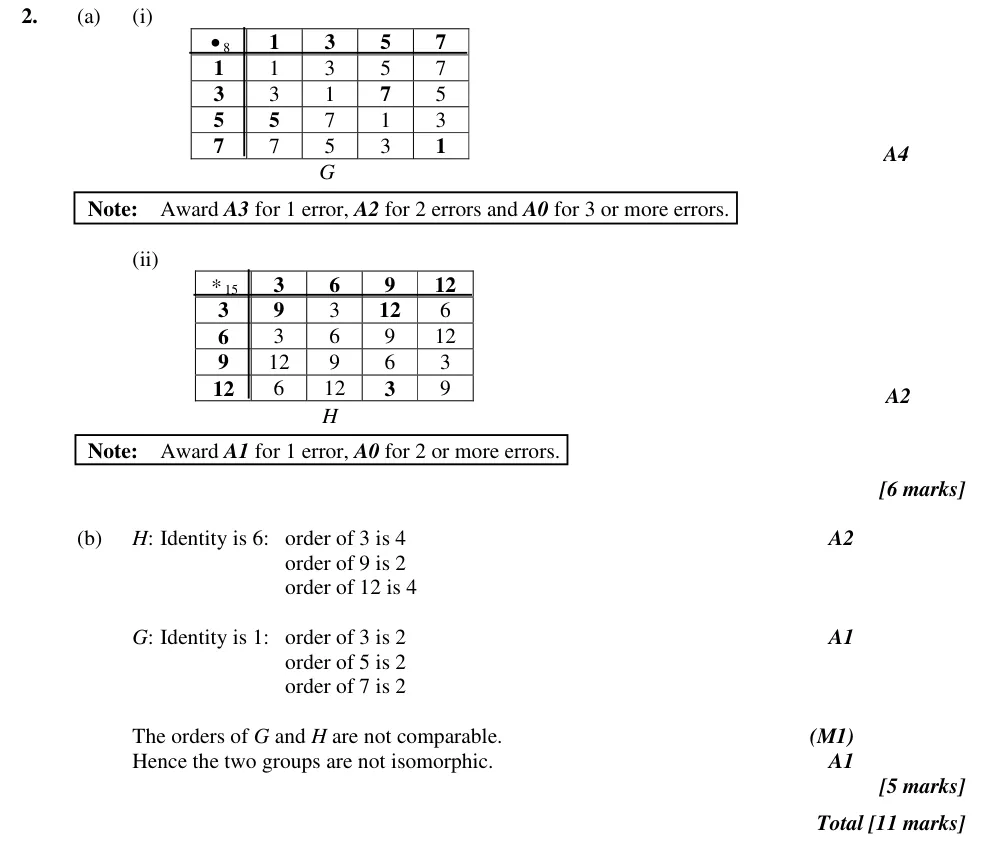 2. (a) (i)
•8 1 3 5 7
1 1 3 5 7
3 3 1 7 5
5 5 7 1 3
7 7 5 3 1
A4
G
Note: Award A3 for 1 error, A2 for 2 errors and A0 for 3 or more errors.
(ii)
*15 3 6 9 12
3 9 3 12 6
6 3 6 9 12
9 12 9 6 3
12 6 12 3 9
A2
H
Note: Award A1 for 1 error, A0 for 2 or more errors.
[6 marks]
(b) H: Identity is 6: order of 3 is 4 A2
order of 9 is 2
order of 12 is 4
G: Identity is 1: order of 3 is 2 A1
order of 5 is 2
order of 7 is 2
The orders of G and H are not comparable. (M1)
Hence the two groups are not isomorphic. A1
[5 marks]
Total [11 marks]